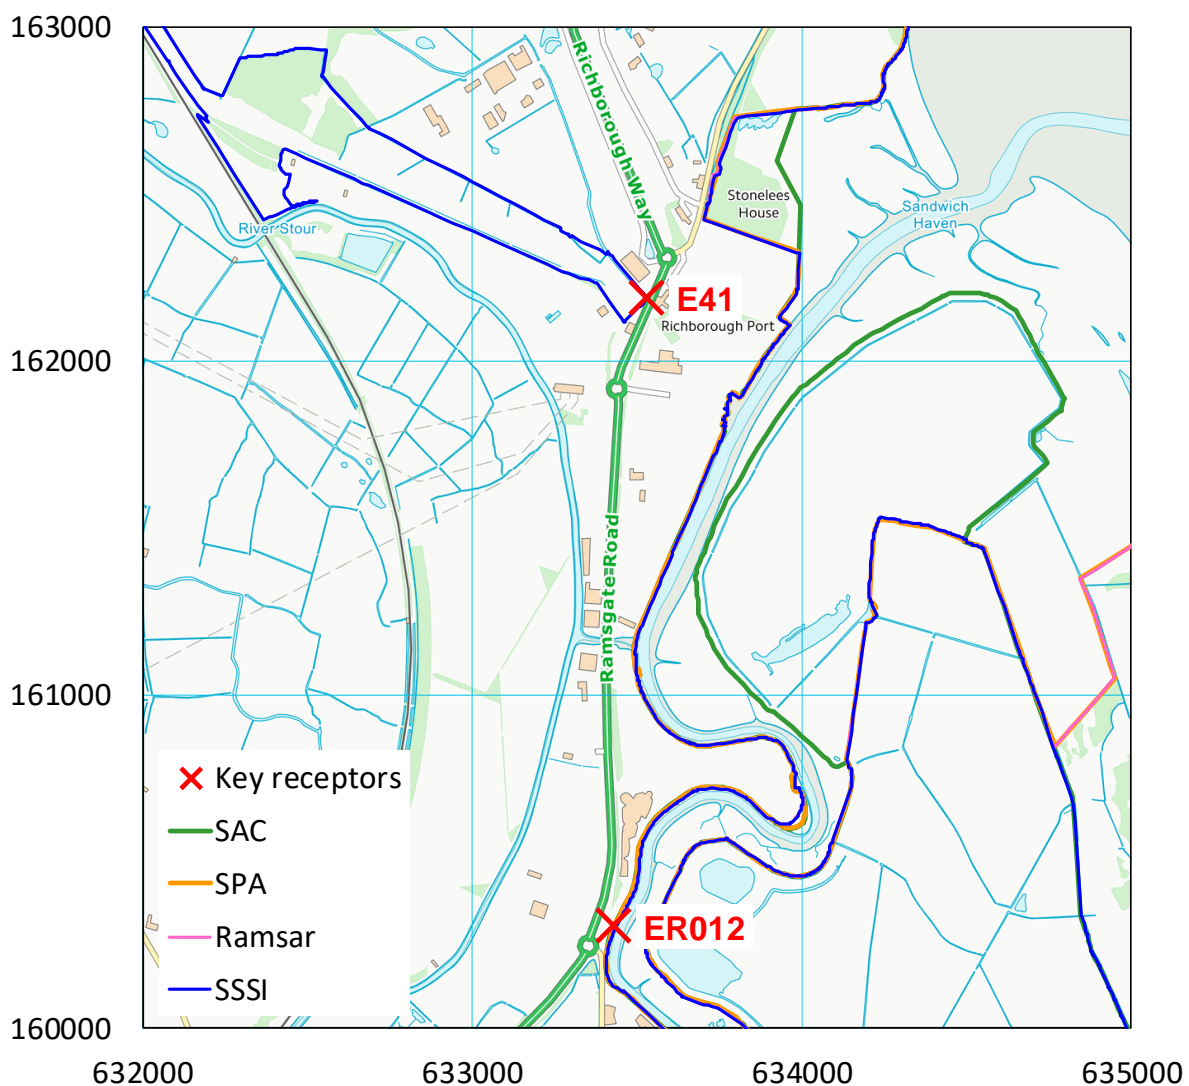 163000
Richborough Way
Stonelees
House
Sandwich
Haven
River Stour
E41
Richborough Port
162000
Ramsgate Road
161000
Key receptors
SAC
SPA
ER012
Ramsar
SSSI
160000
632000 633000 634000 635000